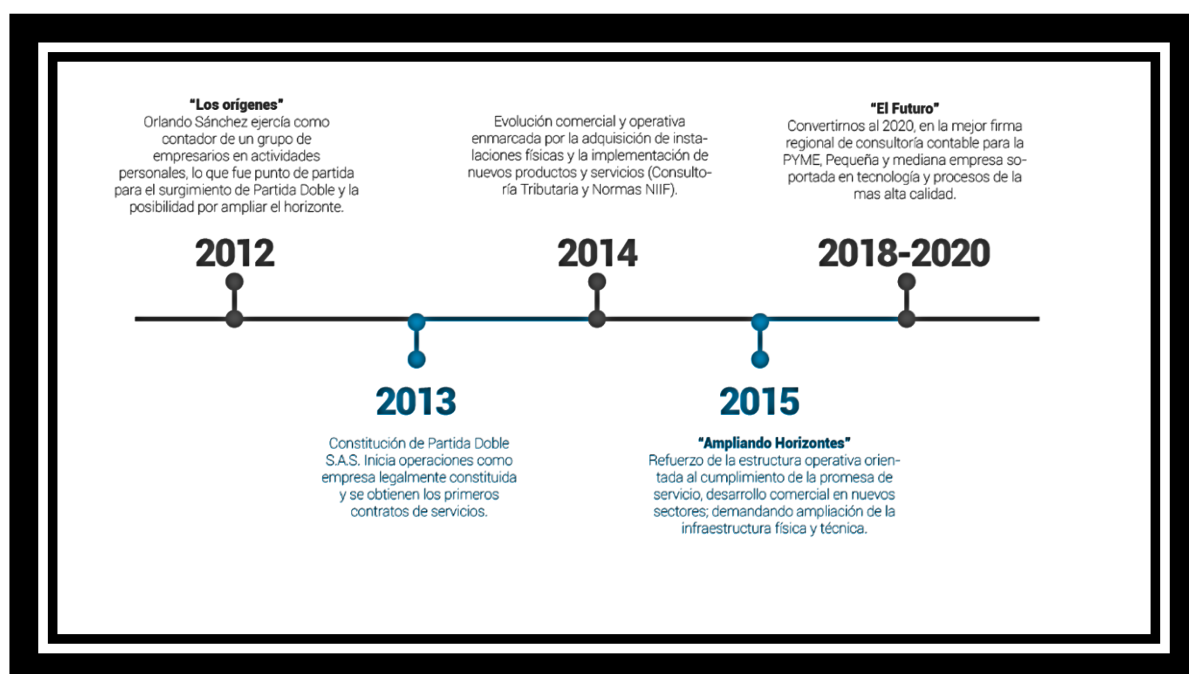 “Los orígenes”
Orlando Sánchez ejercía como
contador de un grupo de
empresarios en actividades
personales, lo que fue punto de partida
para el surgimiento de Partida Doble y la
posibilidad por ampliar el horizonte.
2012
2013
Constitución de Partida Doble
S.A.S. Inicia operaciones como
empresa legalmente constituida
y se obtienen los primeros
contratos de servicios.
Evolución comercial y operativa
enmarcada por la adquisición de insta-
laciones físicas y la implementación de
nuevos productos y servicios (Consulto-
ría Tributaria y Normas NIIF).
2014
2015
“Ampliando Horizontes”
Refuerzo de la estructura operativa orien-
tada al cumplimiento de la promesa de
servicio, desarrollo comercial en nuevos
sectores; demandando ampliación de la
infraestructura física y técnica.
“El Futuro”
Convertirnos al 2020, en la mejor firma
regional de consultoría contable para la
PYME, Pequeña y mediana empresa so-
portada en tecnología y procesos de la
mas alta calidad.
2018-2020